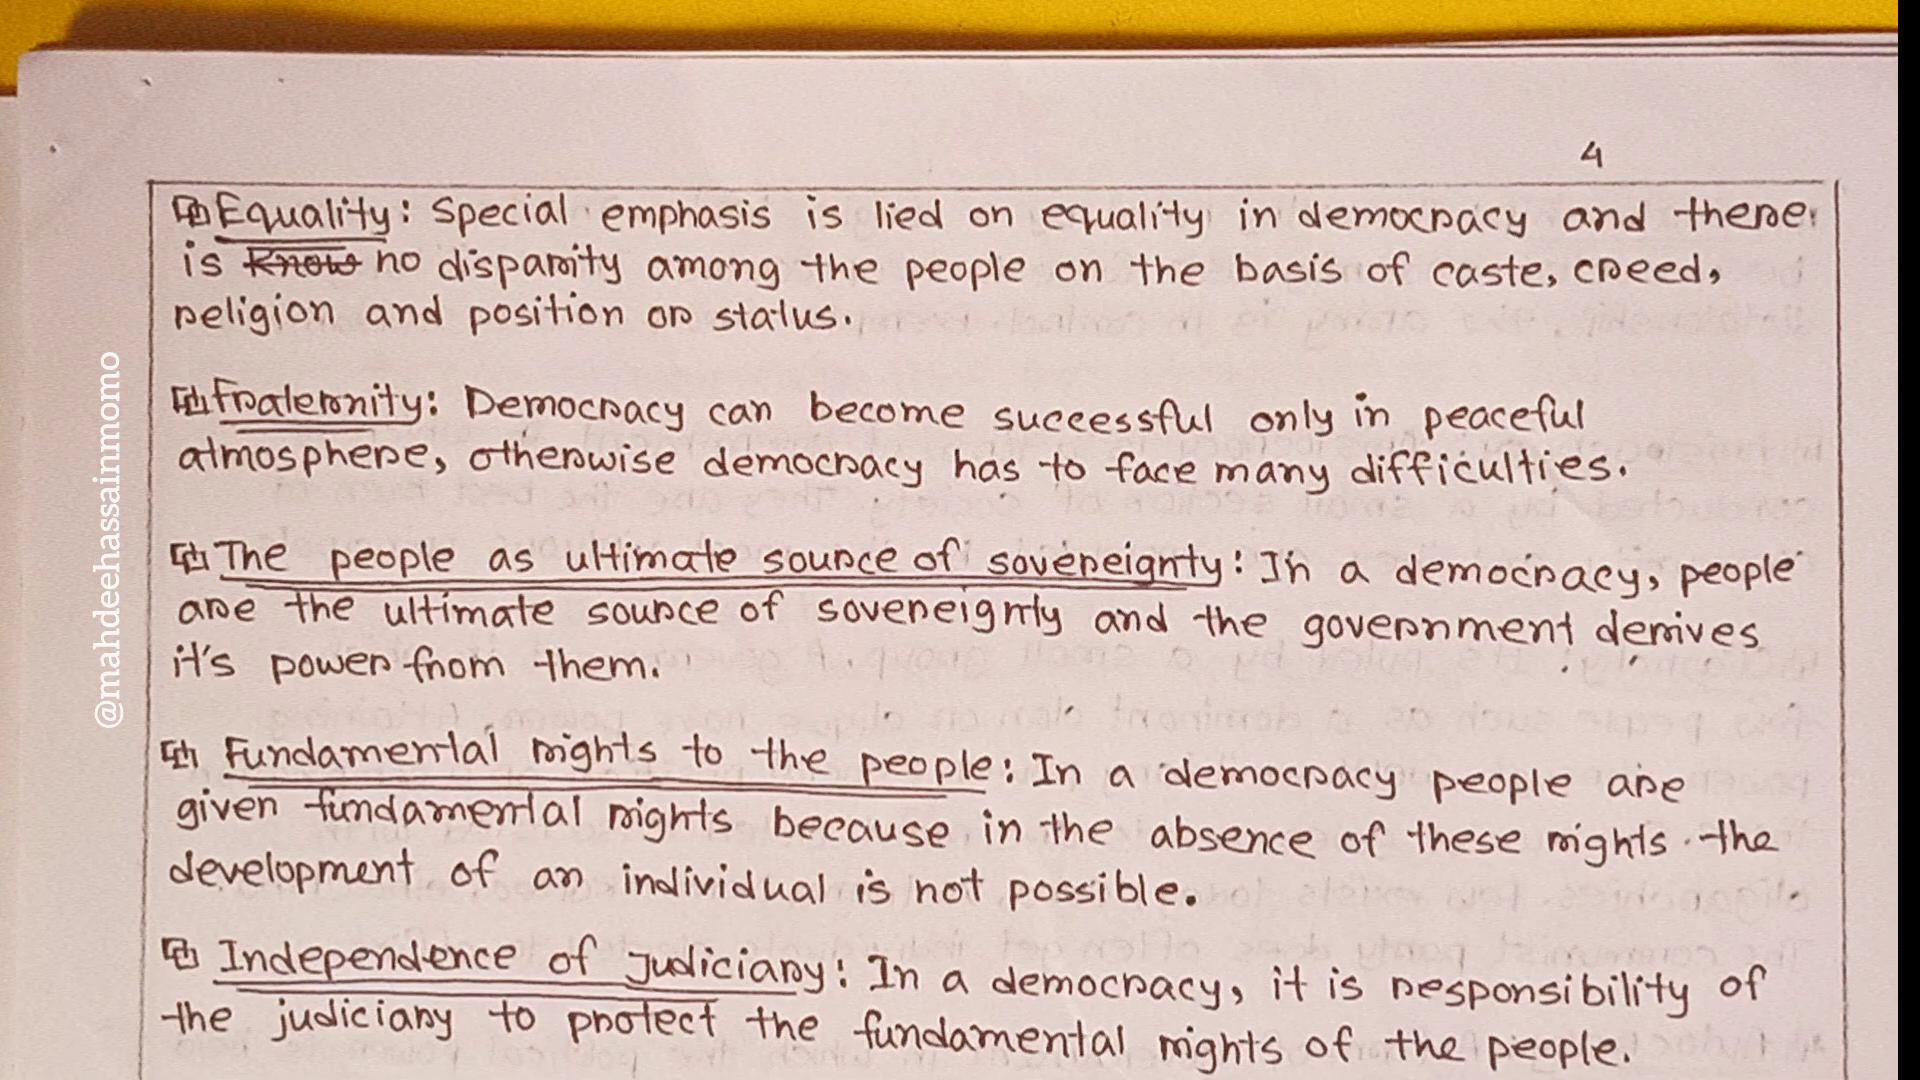 4
Equality: Special emphasis is lied on equality in democracy and there
is ~~know~~ no disparity among the people on the basis of caste, creed,
religion and position or status.
Fraternity: Democracy can become successful only in peaceful
atmosphere, otherwise democracy has to face many difficulties.
The people as ultimate source of sovereignty: In a democracy, people
are the ultimate source of sovereignty and the government derives
it's power from them.
Fundamental rights to the people: In a democracy people are
given fundamental rights because in the absence of these rights the
development of an individual is not possible.
Independence of judiciary: In a democracy, it is responsibility of
the judiciary to protect the fundamental rights of the people.
@mahdeehassainmomo